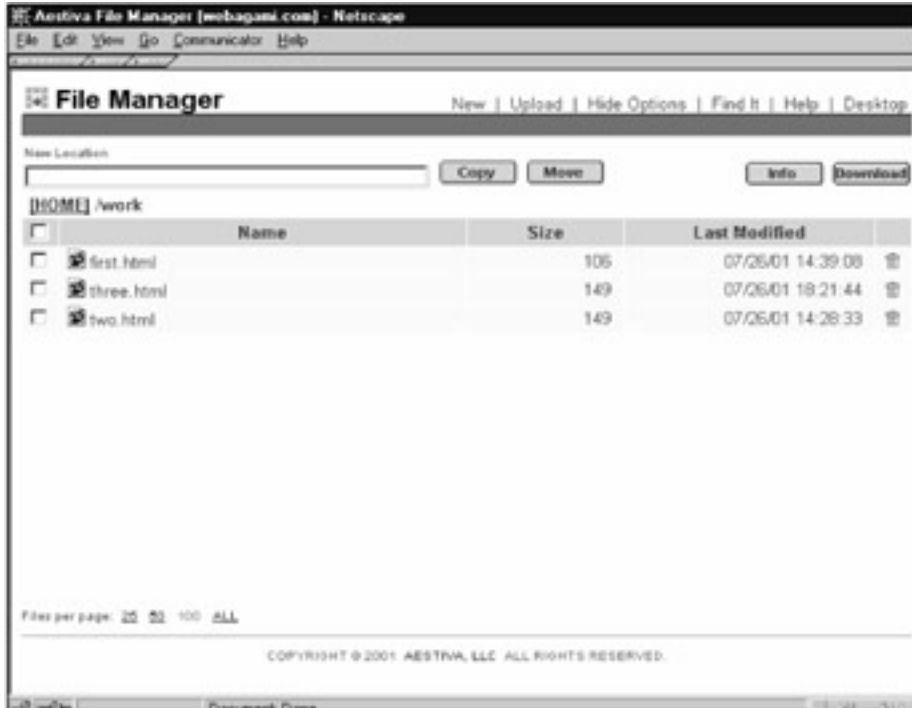 Aestiva File Manager (webagami.com) - Netscape
File Edit View Go Communicator Help
File Manager
New | Upload | Hide Options | Find It | Help | Desktop
New Location
Copy Move Info Download
[HOME] /work
Name Size Last Modified
first.html 106 07/26/01 14:39:08
three.html 149 07/26/01 18:21:44
two.html 149 07/26/01 14:28:33
Files per page: 25 50 100 ALL
COPYRIGHT © 2001 AESTIVA, LLC ALL RIGHTS RESERVED.
Document: Done